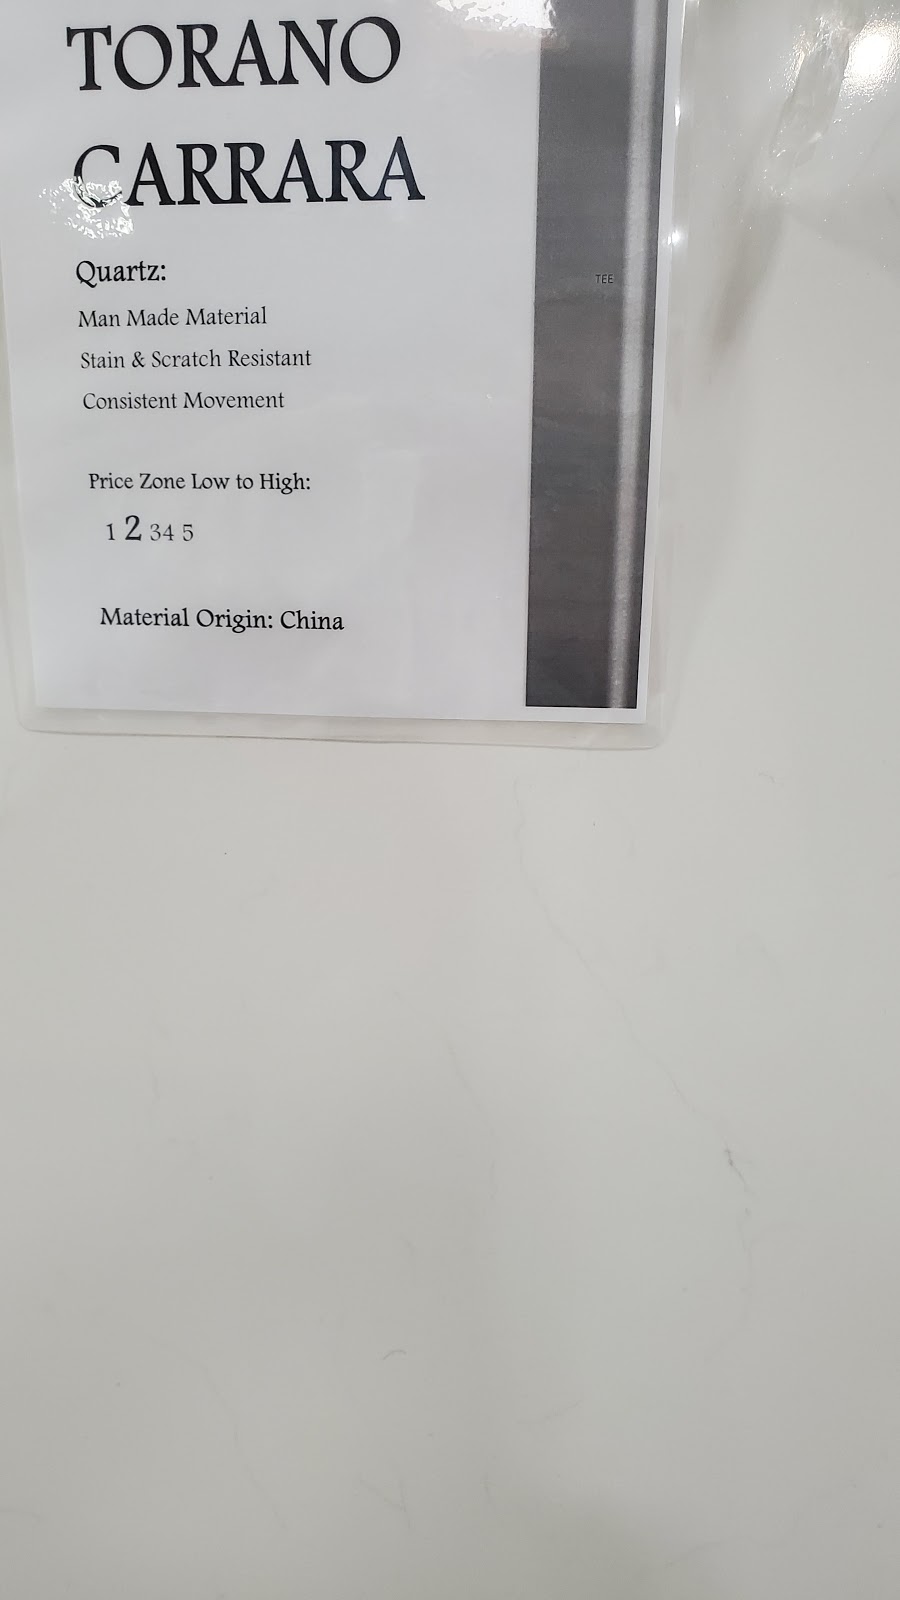 TORANO
CARRARA
Quartz:
TEE
Man Made Material
Stain & Scratch Resistant
Consistent Movement
Price Zone Low to High:
1 2 34 5
Material Origin: China